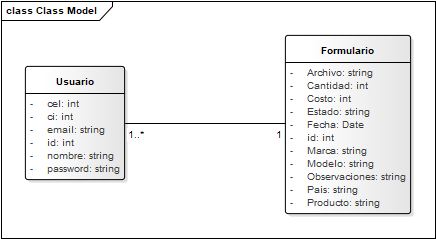 class Class Model
Usuario
- cel: int
- ci: int
- email: string
- id: int
- nombre: string
- password: string
1..*
1
Formulario
- Archivo: string
- Cantidad: int
- Costo: int
- Estado: string
- Fecha: Date
- id: int
- Marca: string
- Modelo: string
- Observaciones: string
- Pais: string
- Producto: string